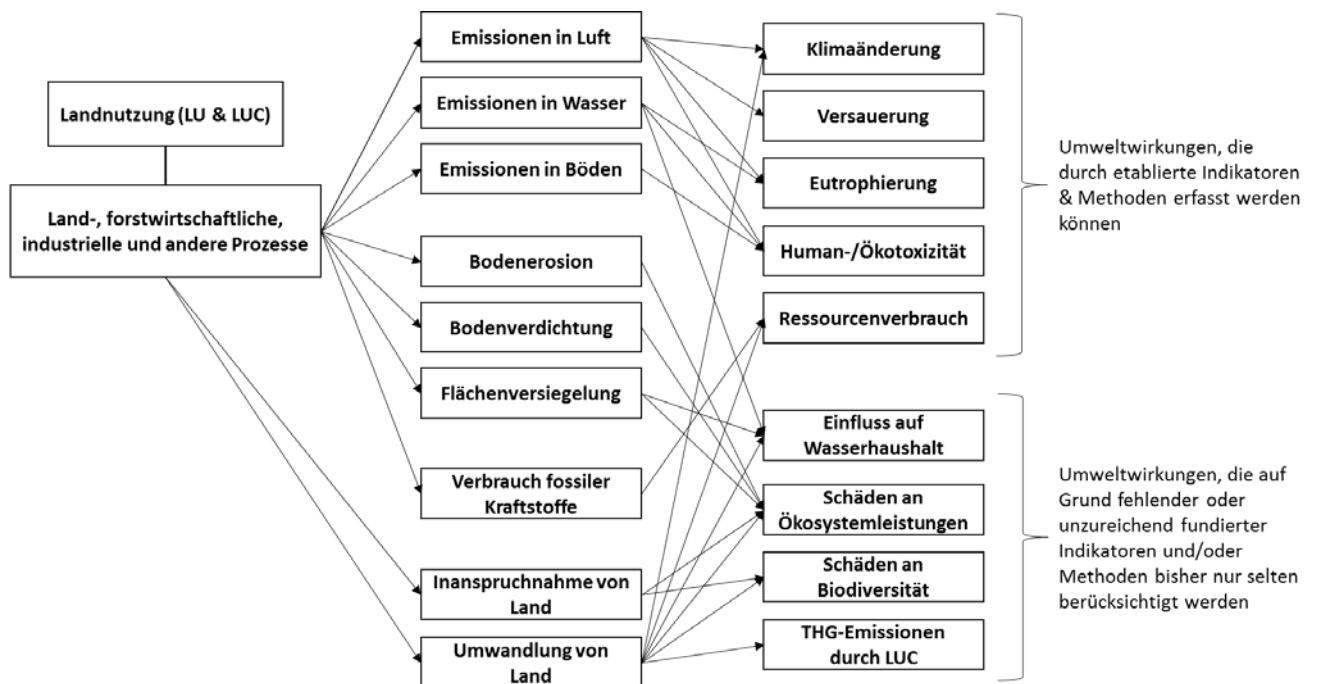 Landnutzung (LU & LUC)
Land-, forstwirtschaftliche,
industrielle und andere Prozesse
Emissionen in Luft
Emissionen in Wasser
Emissionen in Böden
Bodenerosion
Bodenverdichtung
Flächenversiegelung
Verbrauch fossiler
Kraftstoffe
Inanspruchnahme von
Land
Umwandlung von
Land
Klimaänderung
Versauerung
Eutrophierung
Human-/Ökotoxizität
Ressourcenverbrauch
Einfluss auf
Wasserhaushalt
Schäden an
Ökosystemleistungen
Schäden an
Biodiversität
THG-Emissionen
durch LUC
Umweltwirkungen, die
durch etablierte Indikatoren
& Methoden erfasst werden
können
Umweltwirkungen, die auf
Grund fehlender oder
unzureichend fundierter
Indikatoren und/oder
Methoden bisher nur selten
berücksichtigt werden